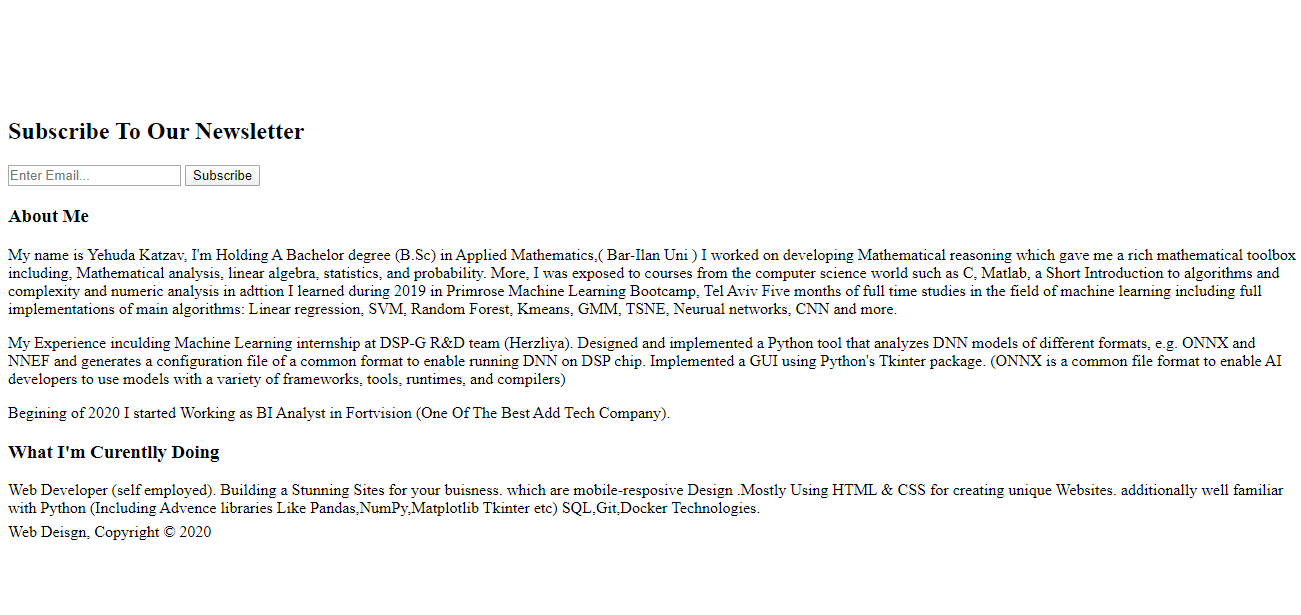 Subscribe To Our Newsletter
Enter Email...
Subscribe
About Me
My name is Yehuda Katzav, I'm Holding A Bachelor degree (B.Sc) in Applied Mathematics,( Bar-Ilan Uni ) I worked on developing Mathematical reasoning which gave me a rich mathematical toolbox
including, Mathematical analysis, linear algebra, statistics, and probability. More, I was exposed to courses from the computer science world such as C, Matlab, a Short Introduction to algorithms and
complexity and numeric analysis in adttion I learned during 2019 in Primrose Machine Learning Bootcamp, Tel Aviv Five months of full time studies in the field of machine learning including full
implementations of main algorithms: Linear regression, SVM, Random Forest, Kmeans, GMM, TSNE, Neurual networks, CNN and more.
My Experience inculding Machine Learning internship at DSP-G R&D team (Herzliya). Designed and implemented a Python tool that analyzes DNN models of different formats, e.g. ONNX and
NNEF and generates a configuration file of a common format to enable running DNN on DSP chip. Implemented a GUI using Python's Tkinter package. (ONNX is a common file format to enable AI
developers to use models with a variety of frameworks, tools, runtimes, and compilers)
Begining of 2020 I started Working as BI Analyst in Fortvision (One Of The Best Add Tech Company).
What I'm Curentlly Doing
Web Developer (self employed). Building a Stunning Sites for your buisness. which are mobile-resposive Design .Mostly Using HTML & CSS for creating unique Websites. additionally well familiar
with Python (Including Advence libraries Like Pandas,NumPy,Matplotlib Tkinter etc) SQL,Git,Docker Technologies.
Web Deisgn, Copyright © 2020